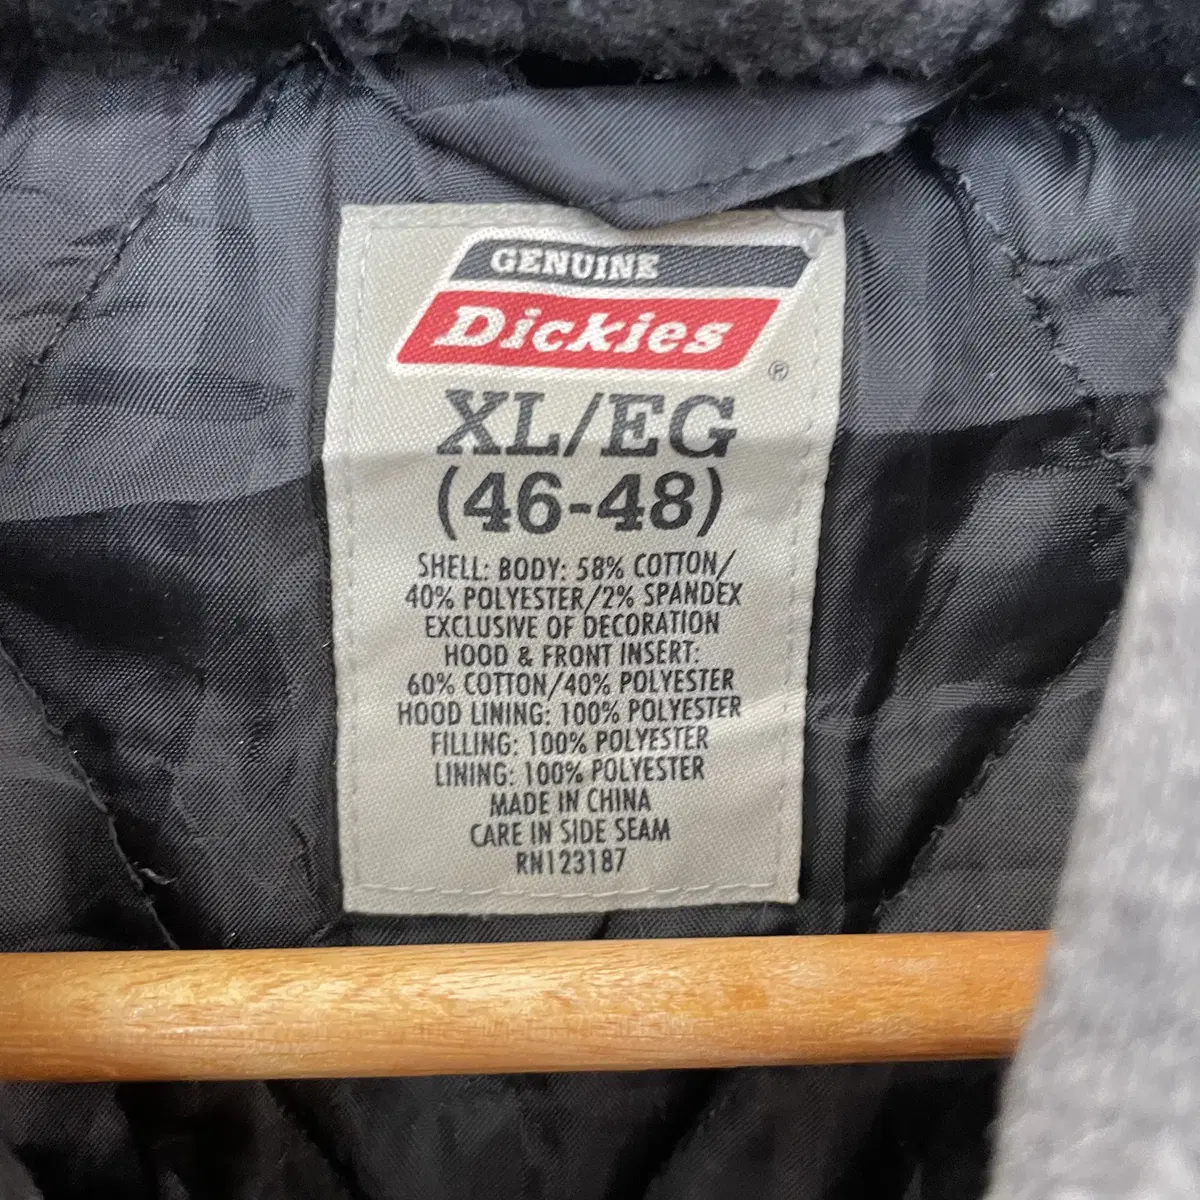 GENUINE
Dickies
®
XL/EG
(46-48)
SHELL: BODY: 58% COTTON/
40% POLYESTER/2% SPANDEX
EXCLUSIVE OF DECORATION
HOOD & FRONT INSERT:
60% COTTON/40% POLYESTER
HOOD LINING: 100% POLYESTER
FILLING: 100% POLYESTER
LINING: 100% POLYESTER
MADE IN CHINA
CARE IN SIDE SEAM
RN123187